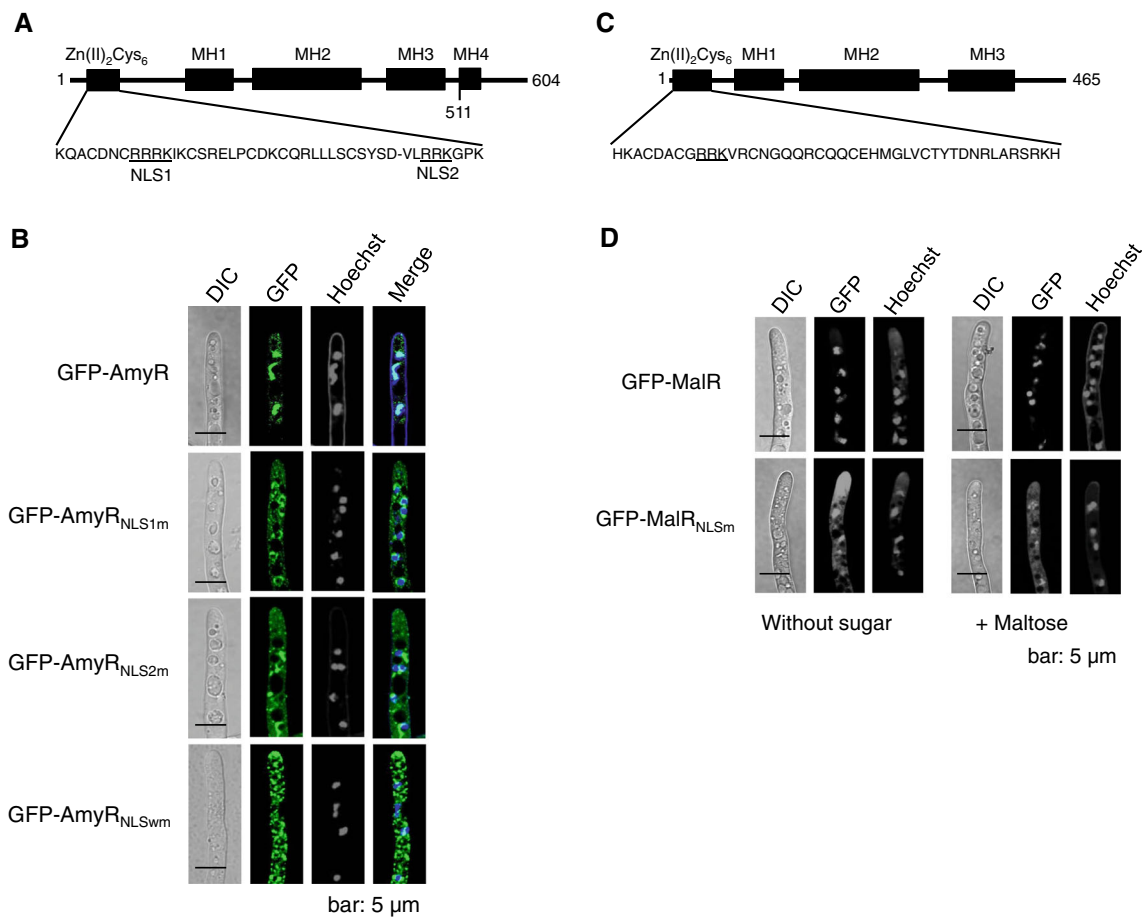 A
Zn(II)2Cys6 MH1 MH2 MH3 MH4
1 604
511
KQACDNCRRRKIKCSRELPCDKCQRLLLSCSYSD-VLRRKGPK
NLS1 NLS2
C
Zn(II)2Cys6 MH1 MH2 MH3
1 465
HKACDACGRRKVRCNGQQRCQQCEHMGLVCTYTDNRLARSRKH
B
DIC GFP Hoechst Merge
GFP-AmyR
GFP-AmyRNLS1m
GFP-AmyRNLS2m
GFP-AmyRNLSwm
bar: 5 µm
D
DIC GFP Hoechst DIC GFP Hoechst
GFP-MalR
GFP-MalRNLSm
Without sugar + Maltose
bar: 5 µm